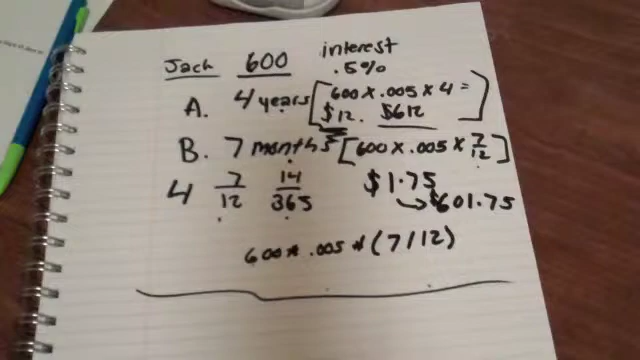 Jack 600 interest
.5%
A. 4 years [600 x .005 x 4 =
$12. $612]
B. 7 months [600 x .005 x 7/12]
4 7/12 14/365 $1.75
→ $601.75
600 * .005 * (7/12)